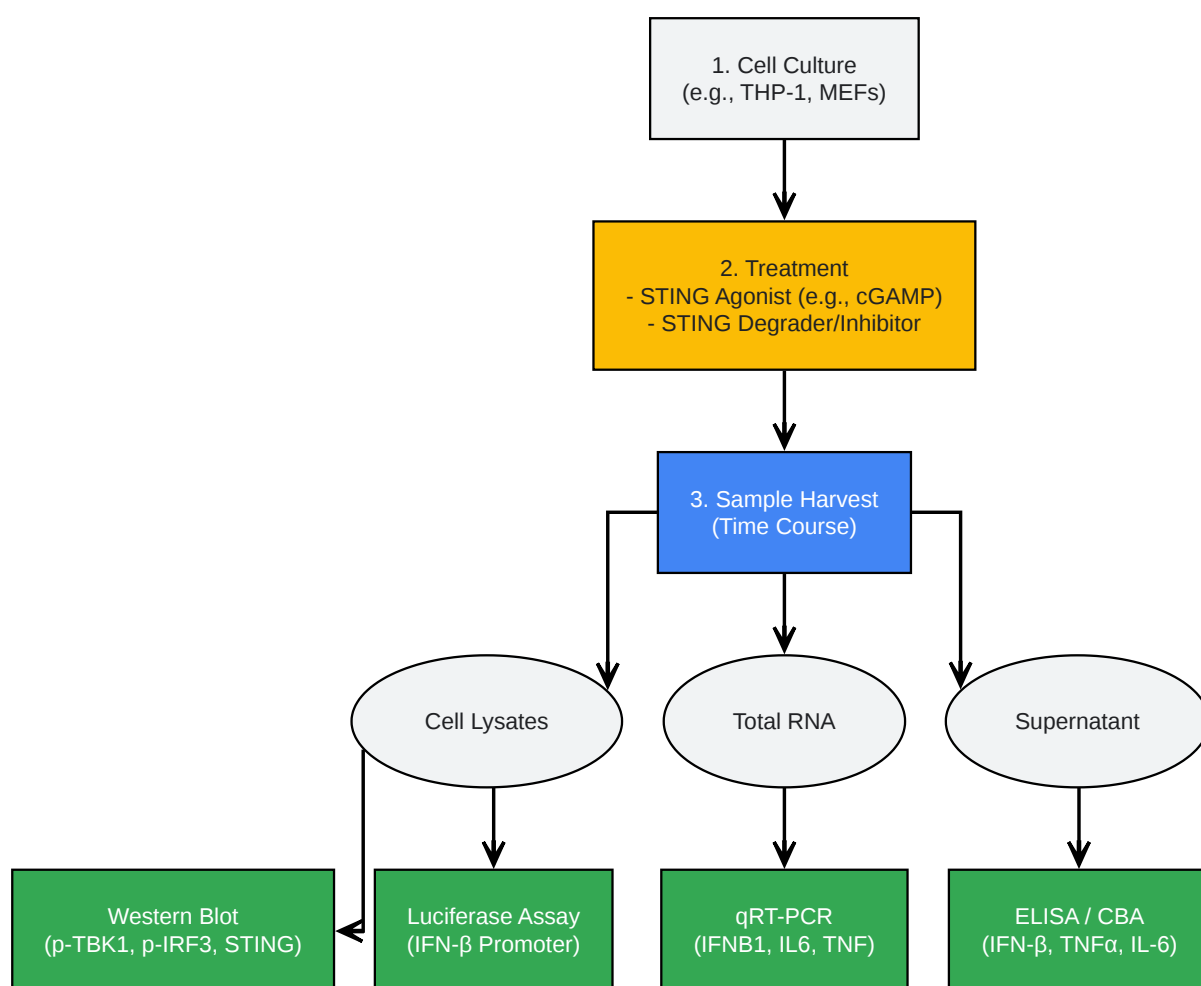 1. Cell Culture
(e.g., THP-1, MEFs)
2. Treatment
- STING Agonist (e.g., cGAMP)
- STING Degrader/Inhibitor
3. Sample Harvest
(Time Course)
Cell Lysates
Total RNA
Supernatant
Western Blot
(p-TBK1, p-IRF3, STING)
Luciferase Assay
(IFN-β Promoter)
qRT-PCR
(IFNB1, IL6, TNF)
ELISA / CBA
(IFN-β, TNFα, IL-6)